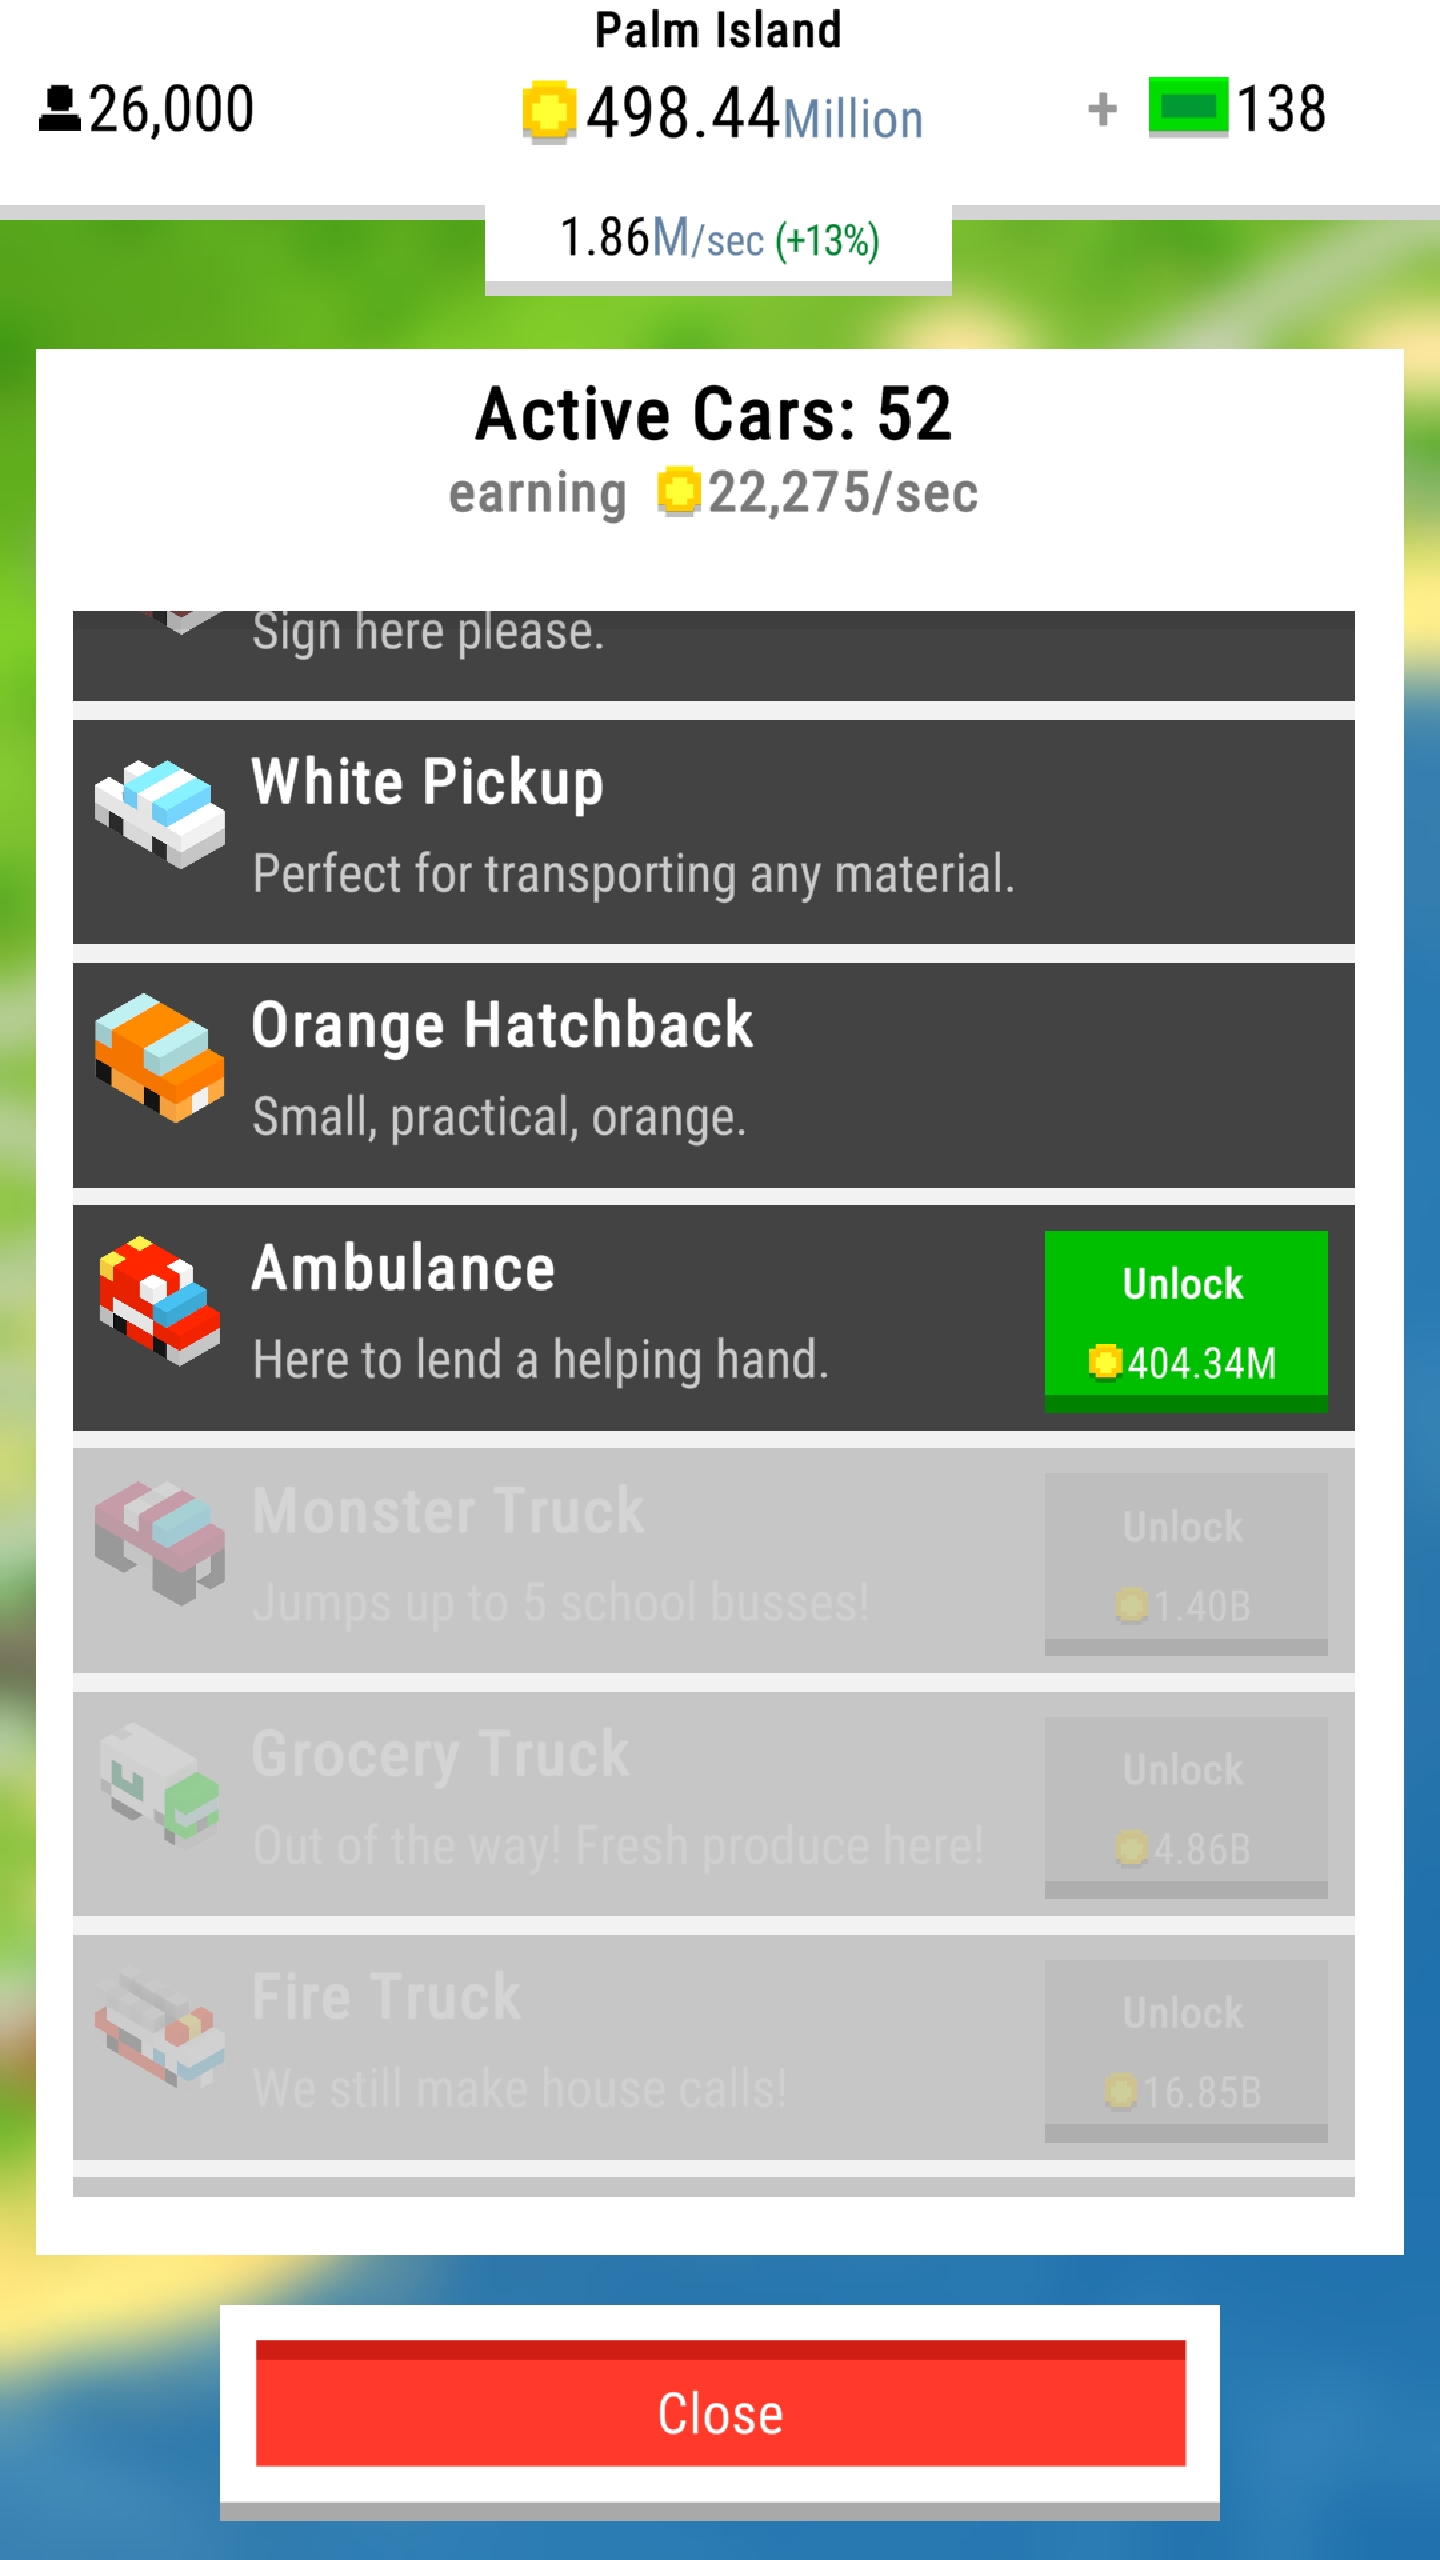 Palm Island
26,000
498.44Million
+ 138
1.86M/sec (+13%)
Active Cars: 52
earning 22,275/sec
Sign here please.
White Pickup
Perfect for transporting any material.
Orange Hatchback
Small, practical, orange.
Ambulance
Here to lend a helping hand.
Unlock
404.34M
Monster Truck
Jumps up to 5 school busses!
Unlock
1.40B
Grocery Truck
Out of the way! Fresh produce here!
Unlock
4.86B
Fire Truck
We still make house calls!
Unlock
16.85B
Close